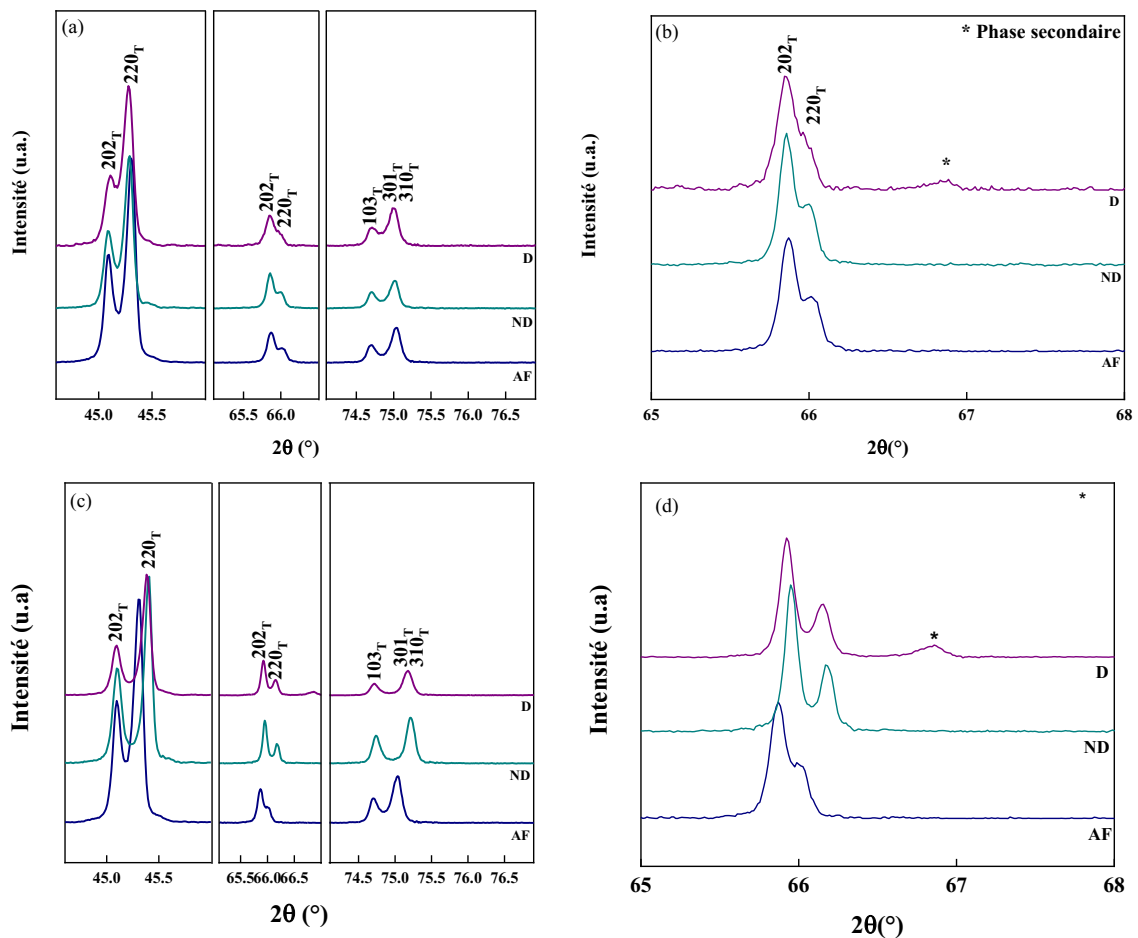 (a)
Intensité (u.a.)
202T
220T
202T
220T
103T
301T
310T
D
ND
AF
45.0 45.5 65.5 66.0 74.5 75.0 75.5 76.0 76.5
2θ (°)
(b)
* Phase secondaire
Intensité (u.a.)
202T
220T
*
D
ND
AF
65 66 67 68
2θ(°)
(c)
Intensité (u.a)
202T
220T
202T
220T
103T
301T
310T
D
ND
AF
45.0 45.5 65.5 66.0 66.5 74.5 75.0 75.5 76.0 76.5
2θ (°)
(d)
*
Intensité (u.a)
*
D
ND
AF
65 66 67 68
2θ(°)